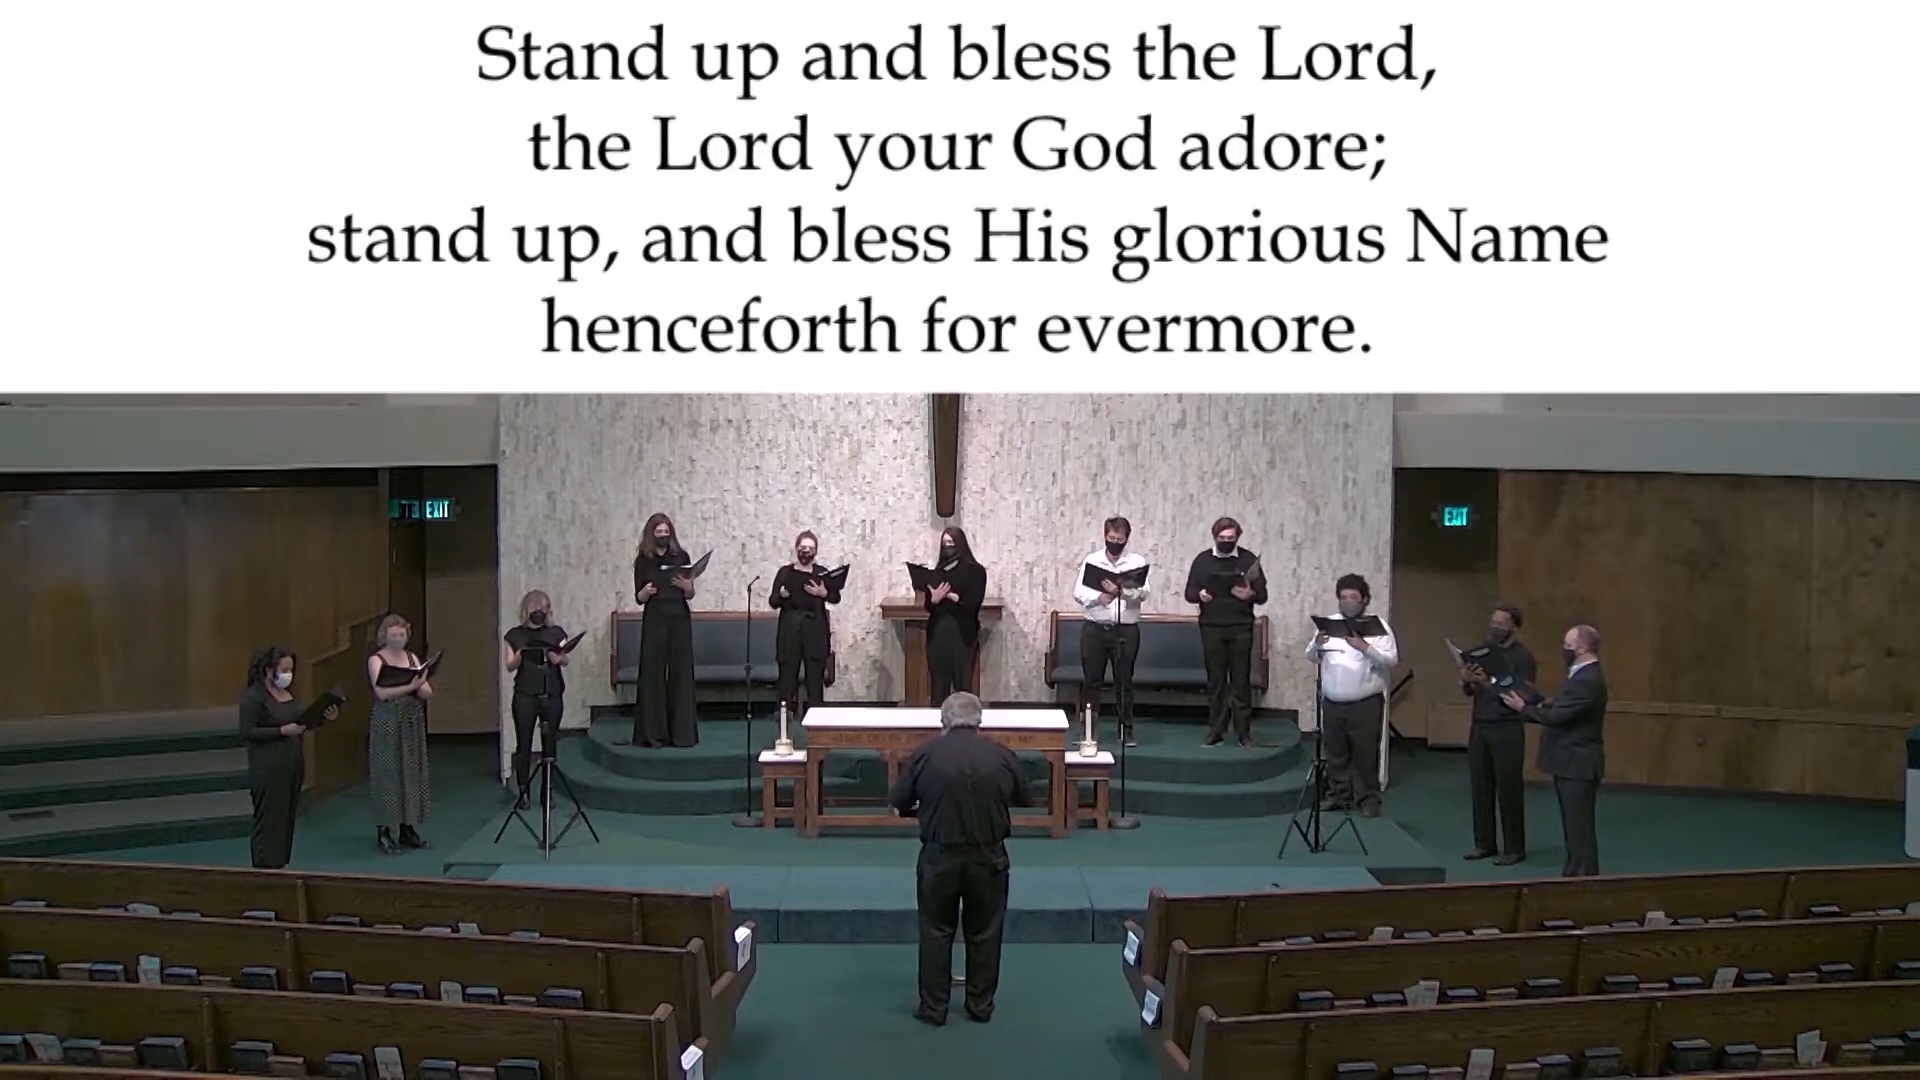 Stand up and bless the Lord,
the Lord your God adore;
stand up, and bless His glorious Name
henceforth for evermore.
EXIT
EXIT